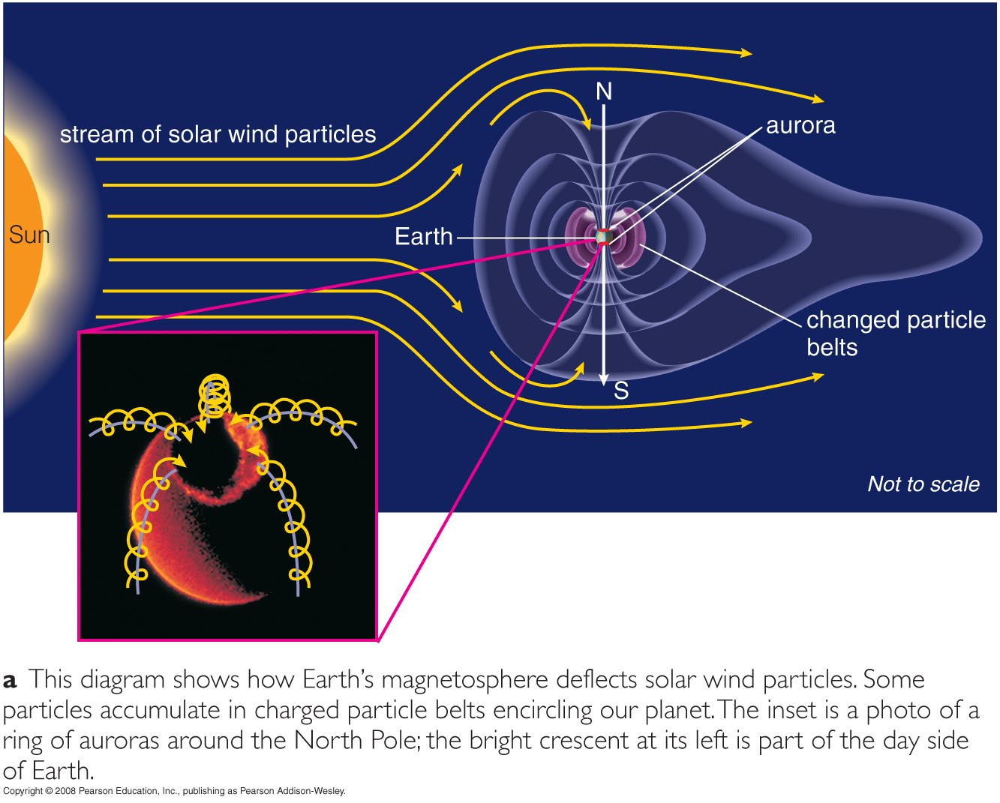 N
aurora
stream of solar wind particles
Sun
Earth
changed particle
belts
S
Not to scale
a This diagram shows how Earth’s magnetosphere deflects solar wind particles. Some
particles accumulate in charged particle belts encircling our planet. The inset is a photo of a
ring of auroras around the North Pole; the bright crescent at its left is part of the day side
of Earth.
Copyright © 2008 Pearson Education, Inc., publishing as Pearson Addison-Wesley.